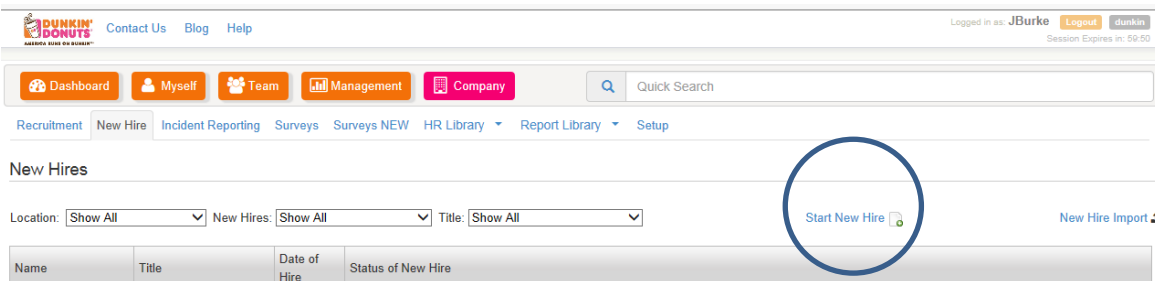 DUNKIN' DONUTS
AMERICA RUNS ON DUNKIN'
Contact Us Blog Help
Logged in as: JBurke Logout dunkin
Session Expires in: 59:50
Dashboard Myself Team Management Company Quick Search
Recruitment New Hire Incident Reporting Surveys Surveys NEW HR Library Report Library Setup
New Hires
Location: Show All New Hires: Show All Title: Show All Start New Hire New Hire Import
Name Title Date of Hire Status of New Hire